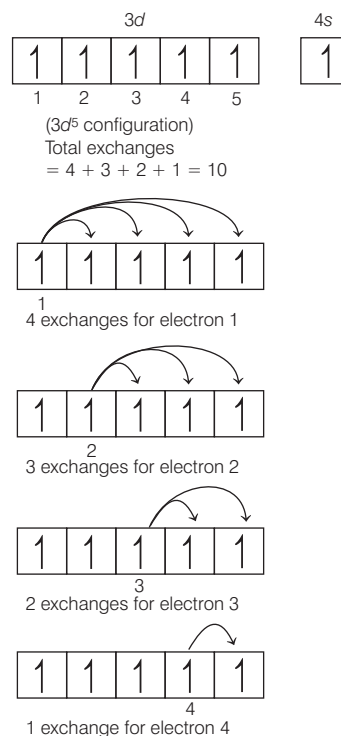 3d 4s
1 1 1 1 1 1
1 2 3 4 5
(3d⁵ configuration)
Total exchanges
= 4 + 3 + 2 + 1 = 10
1 1 1 1 1
1
4 exchanges for electron 1
1 1 1 1 1
2
3 exchanges for electron 2
1 1 1 1 1
3
2 exchanges for electron 3
1 1 1 1 1
4
1 exchange for electron 4